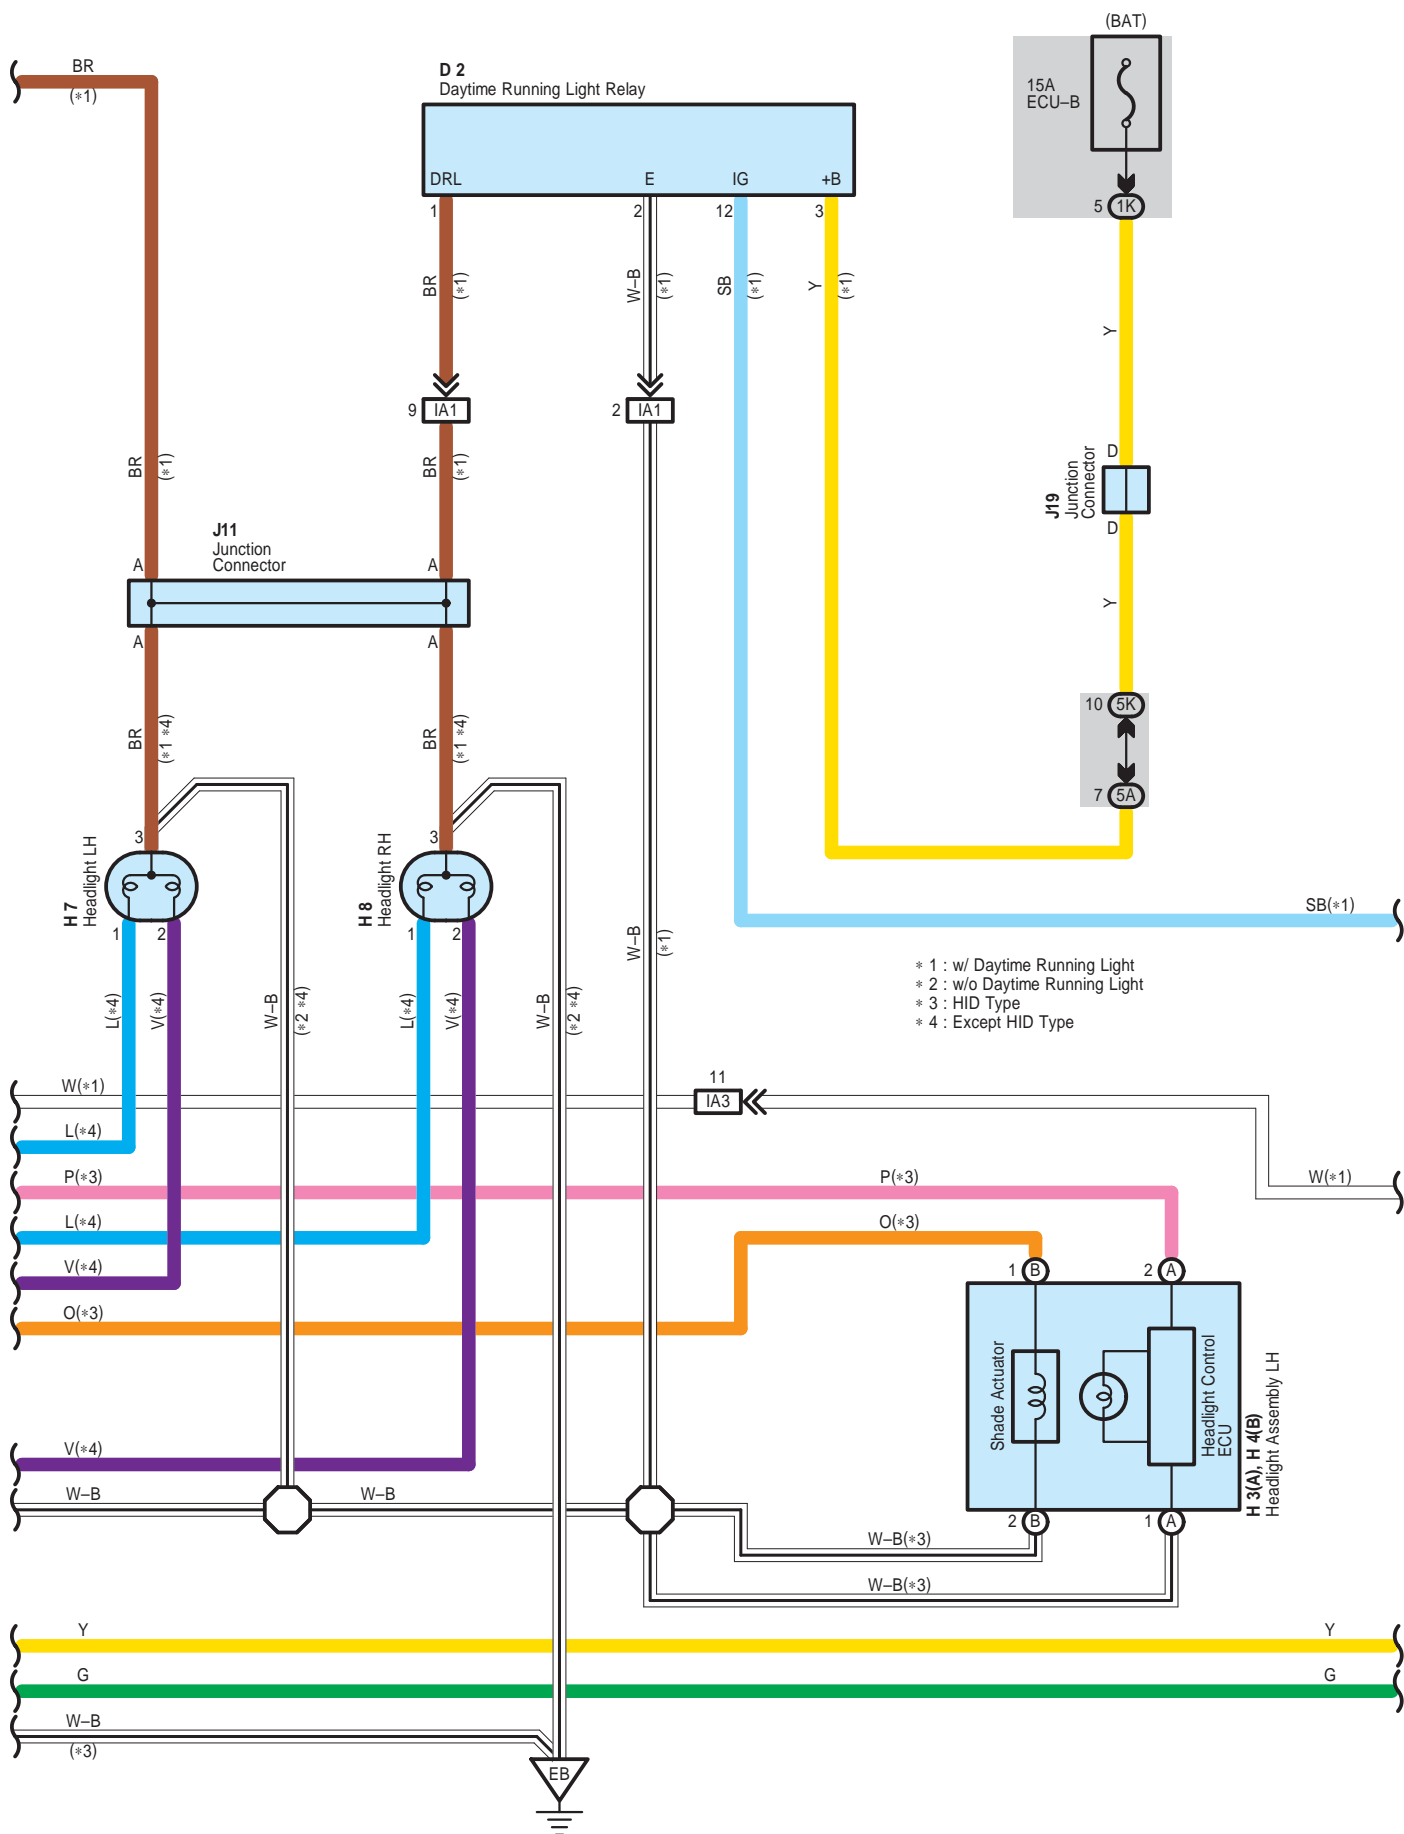 (BAT)
BR
(∗1)
D 2
Daytime Running Light Relay
15A
ECU–B
DRL
E
IG
+B
1
2
12
3
5
1K
BR
(∗1)
W–B
(∗1)
SB
(∗1)
Y
(∗1)
Y
9
IA1
2
IA1
BR
(∗1)
BR
(∗1)
D
J19
Junction
Connector
D
J11
Junction
Connector
A
A
A
A
Y
BR
(∗1 ∗4)
BR
(∗1 ∗4)
10
5K
7
5A
3
3
H 7
Headlight LH
H 8
Headlight RH
1
2
1
2
SB(∗1)
W–B
(∗1)
∗ 1 : w/ Daytime Running Light
∗ 2 : w/o Daytime Running Light
∗ 3 : HID Type
∗ 4 : Except HID Type
L(∗4)
V(∗4)
W–B
(∗2 ∗4)
L(∗4)
V(∗4)
W–B
(∗2 ∗4)
W(∗1)
11
IA3
L(∗4)
P(∗3)
P(∗3)
W(∗1)
L(∗4)
O(∗3)
V(∗4)
1
B
2
A
O(∗3)
Shade Actuator
Headlight Control
ECU
H 3(A), H 4(B)
Headlight Assembly LH
V(∗4)
W–B
W–B
2
B
1
A
W–B(∗3)
W–B(∗3)
Y
Y
G
G
W–B
(∗3)
EB